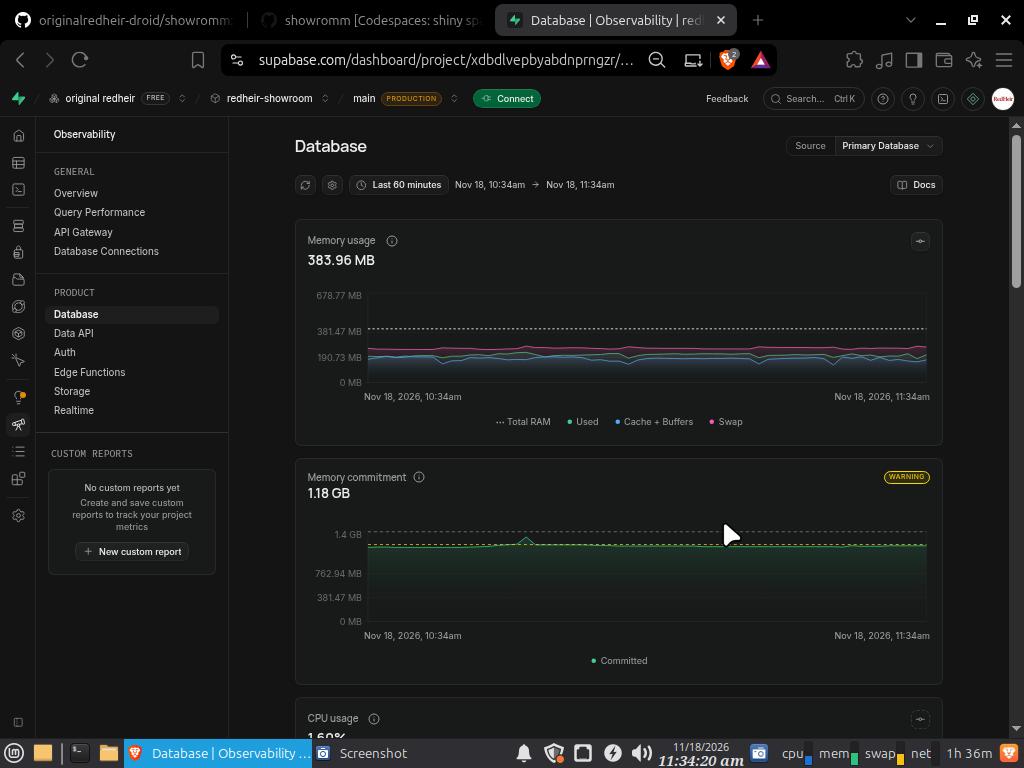 originalredheir-droid/showromm:
showromm [Codespaces: shiny sp
Database | Observability | red
supabase.com/dashboard/project/xdbdlvepbyabdnprngzr/...
2
original redheir FREE
redheir-showroom
main PRODUCTION
Connect
Feedback
Search... Ctrl K
RedHeir
Observability
GENERAL
Overview
Query Performance
API Gateway
Database Connections
PRODUCT
Database
Data API
Auth
Edge Functions
Storage
Realtime
CUSTOM REPORTS
No custom reports yet
Create and save custom
reports to track your project
metrics
+ New custom report
Database
Source Primary Database
Last 60 minutes Nov 18, 10:34am → Nov 18, 11:34am
Docs
Memory usage
383.96 MB
678.77 MB
381.47 MB
190.73 MB
0 MB
Nov 18, 2026, 10:34am Nov 18, 2026, 11:34am
Total RAM Used Cache + Buffers Swap
Memory commitment WARNING
1.18 GB
1.4 GB
762.94 MB
381.47 MB
0 MB
Nov 18, 2026, 10:34am Nov 18, 2026, 11:34am
Committed
CPU usage
1.60%
Database | Observability ...
Screenshot
11/18/2026
11:34:20 am
cpu mem swap net 1h 36m